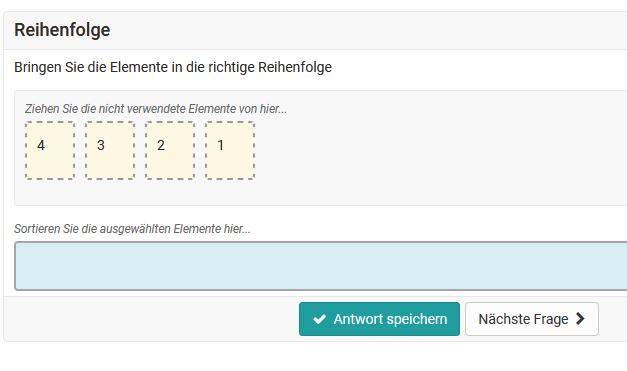 Reihenfolge
Bringen Sie die Elemente in die richtige Reihenfolge
Ziehen Sie die nicht verwendete Elemente von hier...
4 3 2 1
Sortieren Sie die ausgewählten Elemente hier...
Antwort speichern Nächste Frage